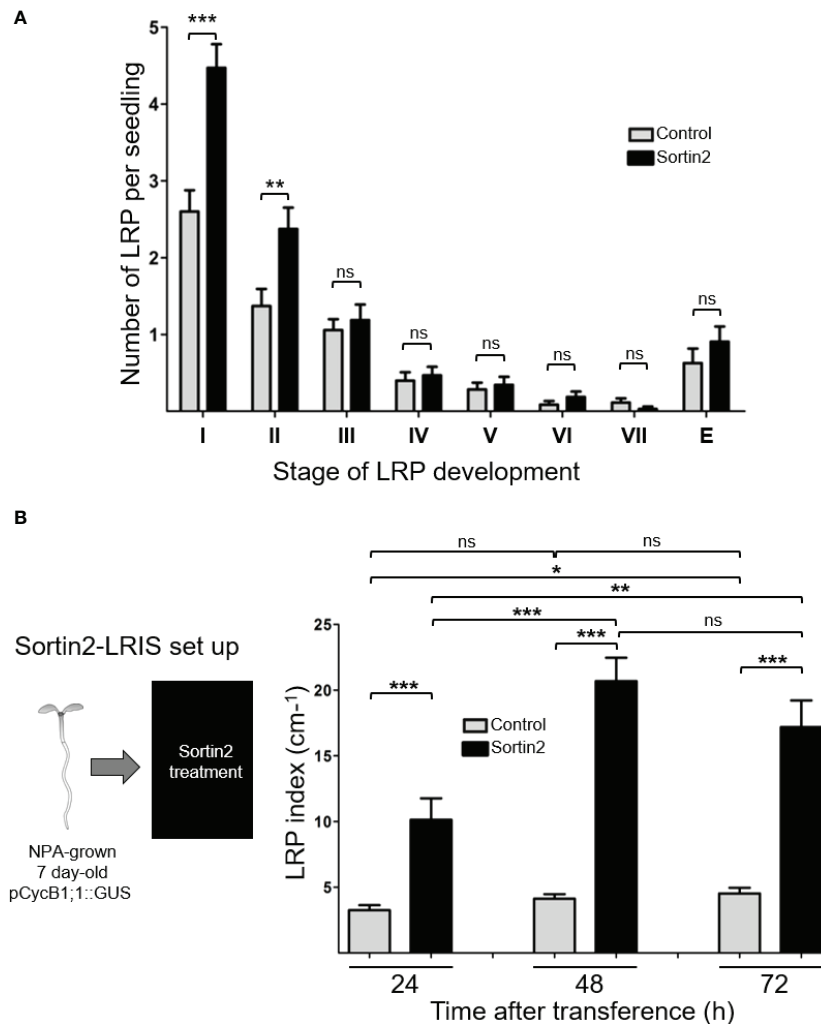 A
Number of LRP per seedling
5
4
3
2
1
***
**
ns
ns
ns
ns
ns
ns
Control
Sortin2
I II III IV V VI VII E
Stage of LRP development
B
Sortin2-LRIS set up
NPA-grown
7 day-old
pCycB1;1::GUS
Sortin2
treatment
LRP index (cm-1)
25
20
15
10
5
ns ns
*
**
***
ns
***
***
***
Control
Sortin2
24 48 72
Time after transference (h)